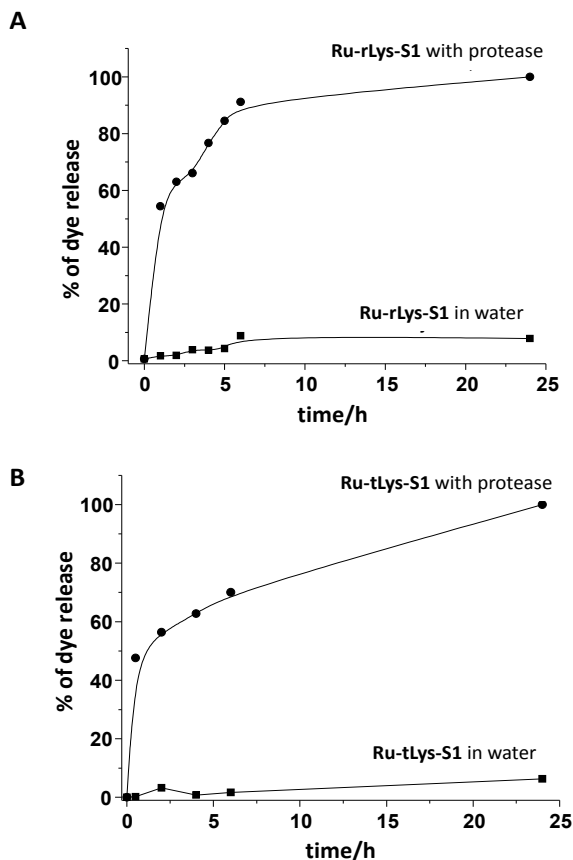 A
Ru-rLys-S1 with protease
100
80
60
40
20
0
% of dye release
Ru-rLys-S1 in water
0 5 10 15 20 25
time/h
B
Ru-tLys-S1 with protease
100
80
60
40
20
0
% of dye release
Ru-tLys-S1 in water
0 5 10 15 20 25
time/h